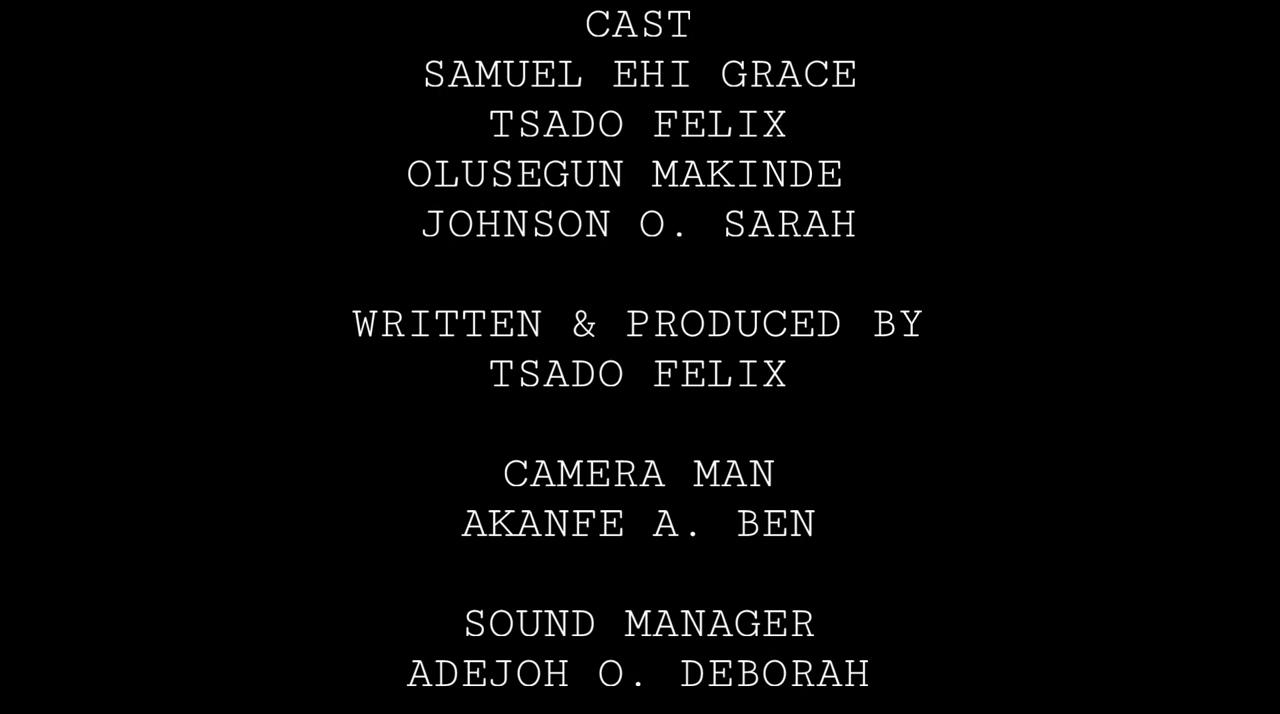 CAST
SAMUEL EHI GRACE
TSADO FELIX
OLUSEGUN MAKINDE
JOHNSON O. SARAH
WRITTEN & PRODUCED BY
TSADO FELIX
CAMERA MAN
AKANFE A. BEN
SOUND MANAGER
ADEJOH O. DEBORAH